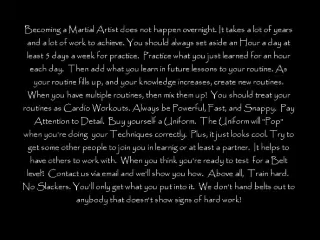 Becoming a Martial Artist does not happen overnight. It takes a lot of years
and a lot of work to achieve. You should always set aside an Hour a day at
least 5 days a week for practice. Practice what you just learned for an hour
each day. Then add what you learn in future lessons to your routine. As
your routine fills up, and your knowledge increases, create new routines.
When you have multiple routines, then mix them up! You should treat your
routines as Cardio Workouts. Always be Powerful, Fast, and Snappy. Pay
Attention to Detail. Buy yourself a Uniform. The Uniform will "Pop"
when you're doing your Techniques correctly. Plus, it just looks cool. Try to
get some other people to join you in learnig or at least a partner. It helps to
have others to work with. When you think you're ready to test for a Belt
level? Contact us via email and we'll show you how. Above all, Train hard.
No Slackers. You'll only get what you put into it. We don't hand belts out to
anybody that doesn't show signs of hard work!